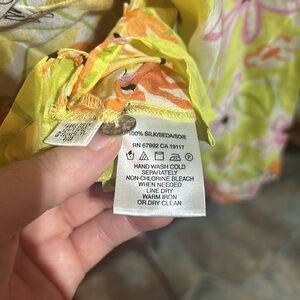 100% SILK/SEDA/SOIE
RN 67992 CA 19117
HAND WASH COLD
SEPARATELY
NON-CHLORINE BLEACH
WHEN NEEDED
LINE DRY
WARM IRON
OR DRY CLEAN